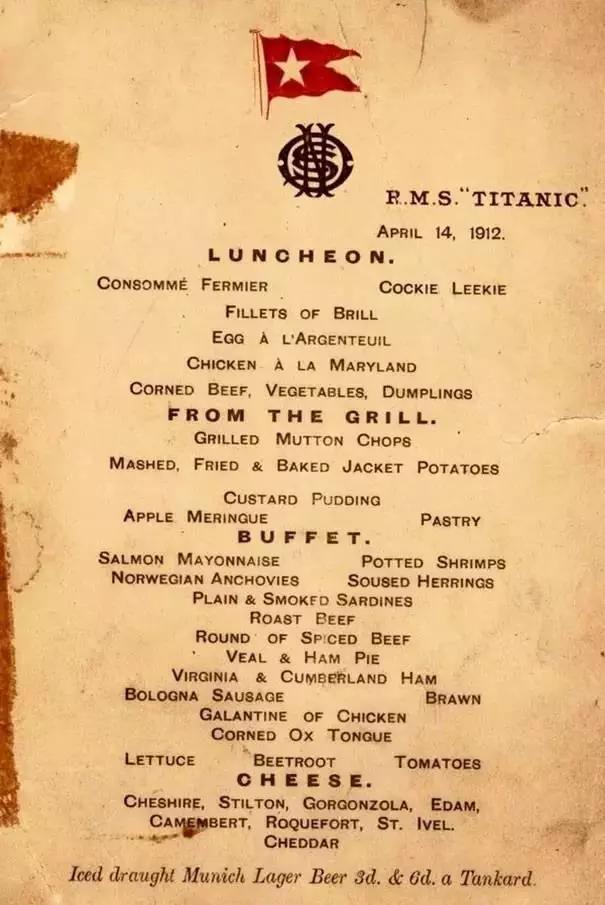 R.M.S. "TITANIC".
APRIL 14, 1912.
LUNCHEON.
CONSOMMÉ FERMIER COCKIE LEEKIE
FILLETS OF BRILL
EGG À L'ARGENTEUIL
CHICKEN À LA MARYLAND
CORNED BEEF, VEGETABLES, DUMPLINGS
FROM THE GRILL.
GRILLED MUTTON CHOPS
MASHED, FRIED & BAKED JACKET POTATOES
CUSTARD PUDDING
APPLE MERINGUE PASTRY
BUFFET.
SALMON MAYONNAISE POTTED SHRIMPS
NORWEGIAN ANCHOVIES SOUSED HERRINGS
PLAIN & SMOKED SARDINES
ROAST BEEF
ROUND OF SPICED BEEF
VEAL & HAM PIE
VIRGINIA & CUMBERLAND HAM
BOLOGNA SAUSAGE BRAWN
GALANTINE OF CHICKEN
CORNED OX TONGUE
LETTUCE BEETROOT TOMATOES
CHEESE.
CHESHIRE, STILTON, GORGONZOLA, EDAM,
CAMEMBERT, ROQUEFORT, ST. IVEL.
CHEDDAR
Iced draught Munich Lager Beer 3d. & 6d. a Tankard.